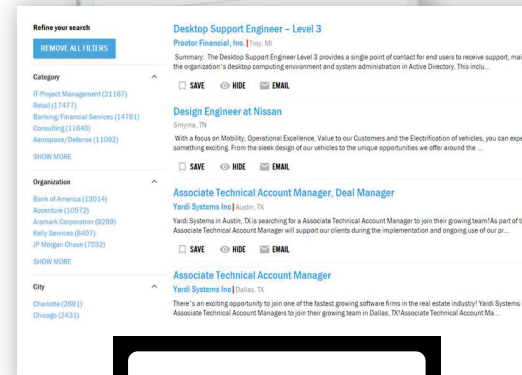 Refine your search
REMOVE ALL FILTERS
Category
IT-Project Management (21167)
Retail (17477)
Banking/Financial Services (14761)
Consulting (11640)
Aerospace/Defense (11092)
SHOW MORE
Organization
Bank of America (13014)
Accenture (10572)
Aramark Corporation (9289)
Kelly Services (8407)
JP Morgan Chase (7532)
SHOW MORE
City
Charlotte (2691)
Chicago (2431)
Desktop Support Engineer – Level 3
Proctor Financial, Inc. | Troy, MI
Summary: The Desktop Support Engineer Level 3 provides a single point of contact for end users to receive support, mai
the organization's desktop computing environment and system administration in Active Directory. This inclu...
SAVE HIDE EMAIL
Design Engineer at Nissan
Smyrna, TN
With a focus on Mobility, Operational Excellence, Value to our Customers and the Electrification of vehicles, you can expe
something exciting. From the sleek design of our vehicles to the unique opportunities we offer around the ...
SAVE HIDE EMAIL
Associate Technical Account Manager, Deal Manager
Yardi Systems Inc | Austin, TX
Yardi Systems in Austin, TX is searching for a Associate Technical Account Manager to join their growing team!As part of th
Associate Technical Account Manager will support our clients during the implementation and ongoing use of our pr...
SAVE HIDE EMAIL
Associate Technical Account Manager
Yardi Systems Inc | Dallas, TX
There's an exciting opportunity to join one of the fastest growing software firms in the real estate industry! Yardi Systems
Associate Technical Account Managers to join their growing team in Dallas, TX!Associate Technical Account Ma...